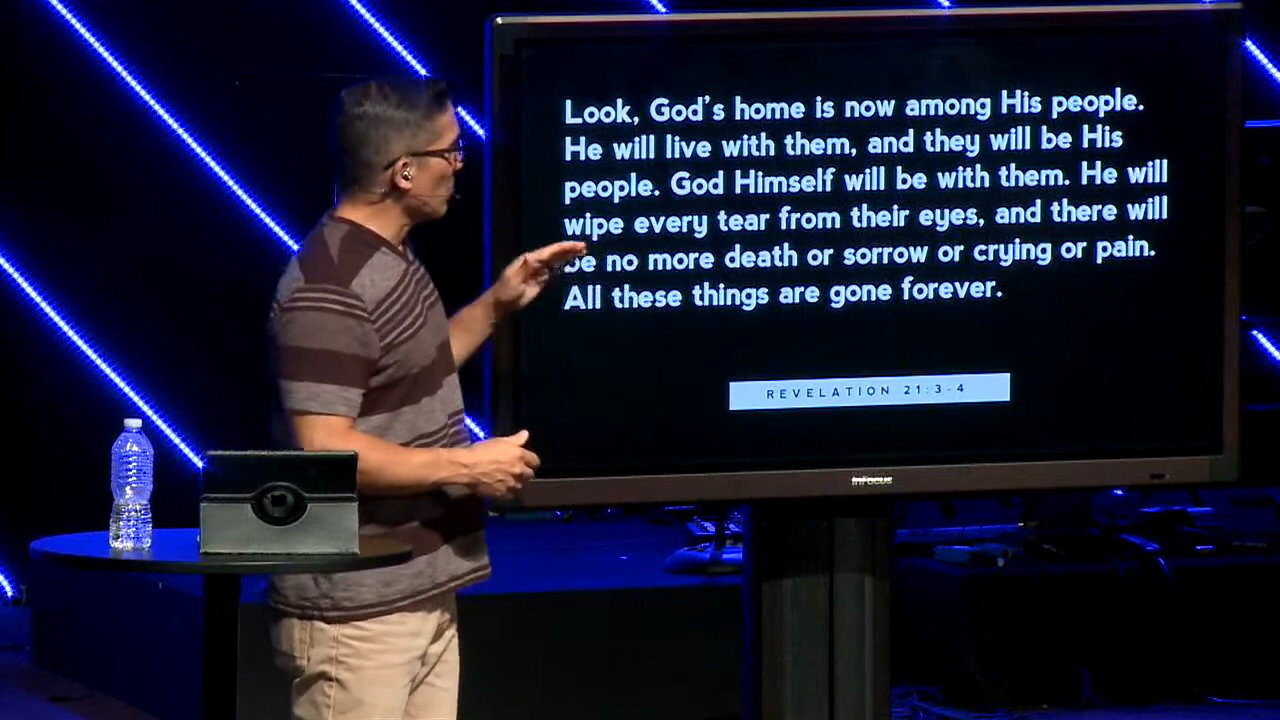 Look, God's home is now among His people.
He will live with them, and they will be His
people. God Himself will be with them. He will
wipe every tear from their eyes, and there will
be no more death or sorrow or crying or pain.
All these things are gone forever.
REVELATION 21:3-4
InFocus